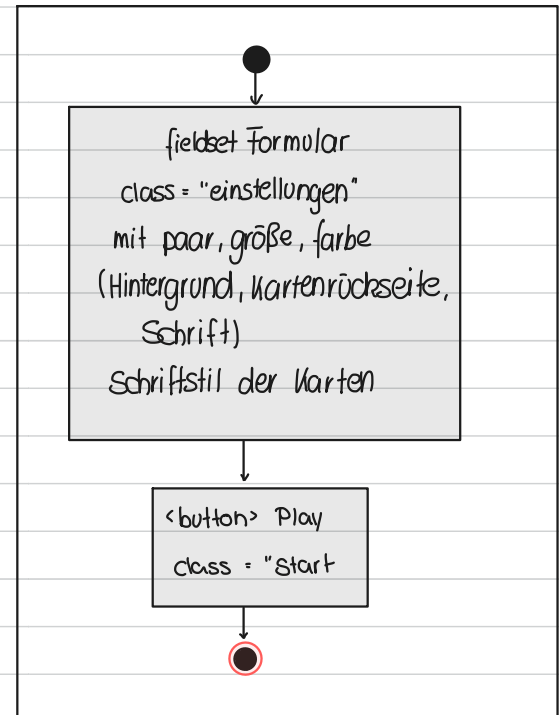 fieldset Formular
class = "einstellungen"
mit paar, größe, farbe
(Hintergrund, Kartenrückseite,
Schrift)
Schriftstil der Karten
<button> Play
class = "Start